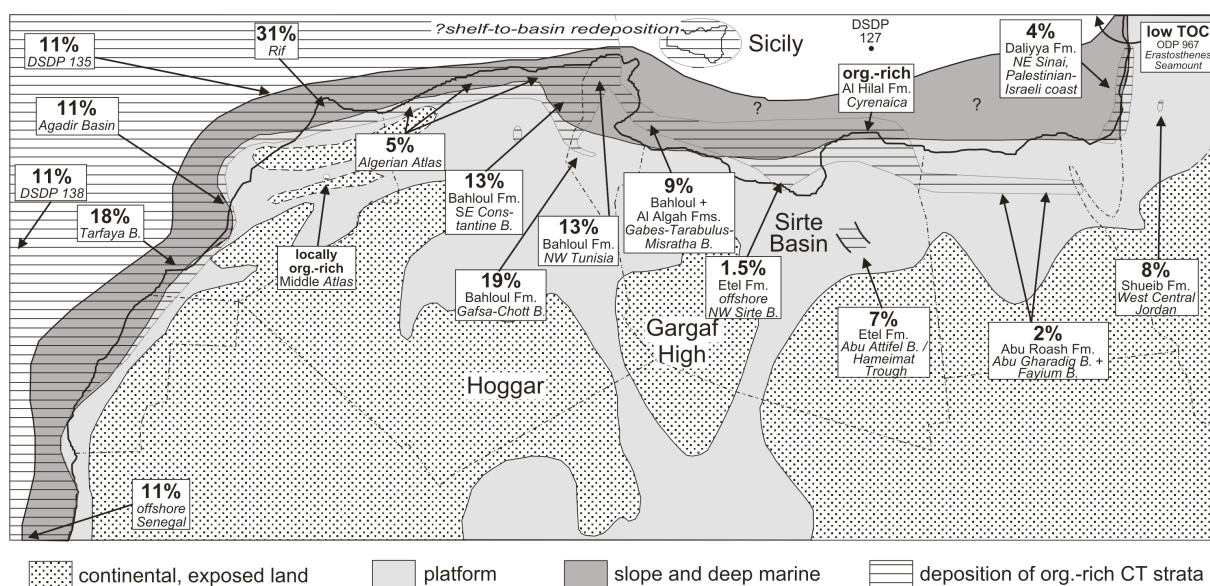 ?shelf-to-basin redeposition
Sicily
DSDP
127
4%
Daliyya Fm.
NE Sinai,
Palestinian-
Israeli coast
low TOC
ODP 967
Erastosthenes
Seamount
11%
DSDP 135
31%
Rif
org.-rich
Al Hilal Fm.
Cyrenaica
?
?
11%
Agadir Basin
5%
Algerian Atlas
11%
DSDP 138
18%
Tarfaya B.
13%
Bahloul Fm.
SE Cons-
tantine B.
13%
Bahloul Fm.
NW Tunisia
9%
Bahloul +
Al Algah Fms.
Gabes-Tarabulus-
Misratha B.
Sirte
Basin
locally
org.-rich
Middle Atlas
19%
Bahloul Fm.
Gafsa-Chott B.
1.5%
Etel Fm.
offshore
NW Sirte B.
8%
Shueib Fm.
West Central
Jordan
7%
Etel Fm.
Abu Attifel B. /
Hameimat
Trough
2%
Abu Roash Fm.
Abu Gharadig B. +
Fayium B.
Gargaf
High
Hoggar
11%
offshore
Senegal
continental, exposed land
platform
slope and deep marine
deposition of org.-rich CT strata